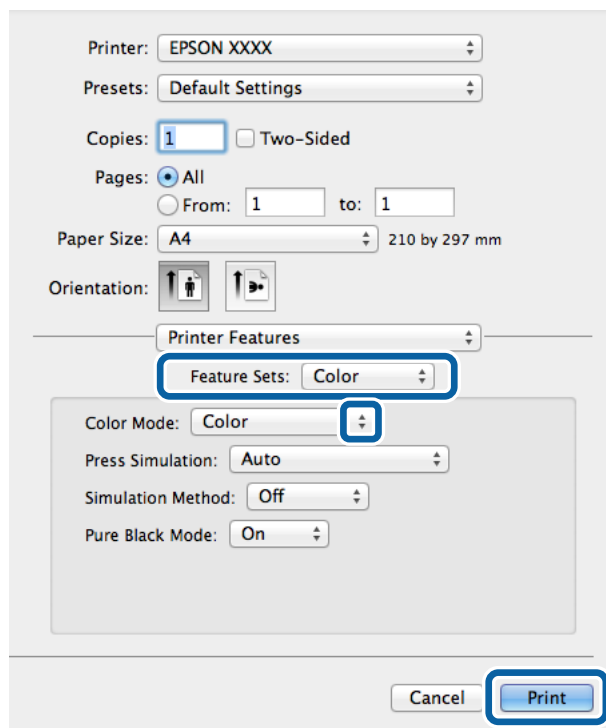 Printer: EPSON XXXX
Presets: Default Settings
Copies: 1 Two-Sided
Pages: All
From: 1 to: 1
Paper Size: A4 210 by 297 mm
Orientation:
Printer Features
Feature Sets: Color
Color Mode: Color
Press Simulation: Auto
Simulation Method: Off
Pure Black Mode: On
Cancel Print